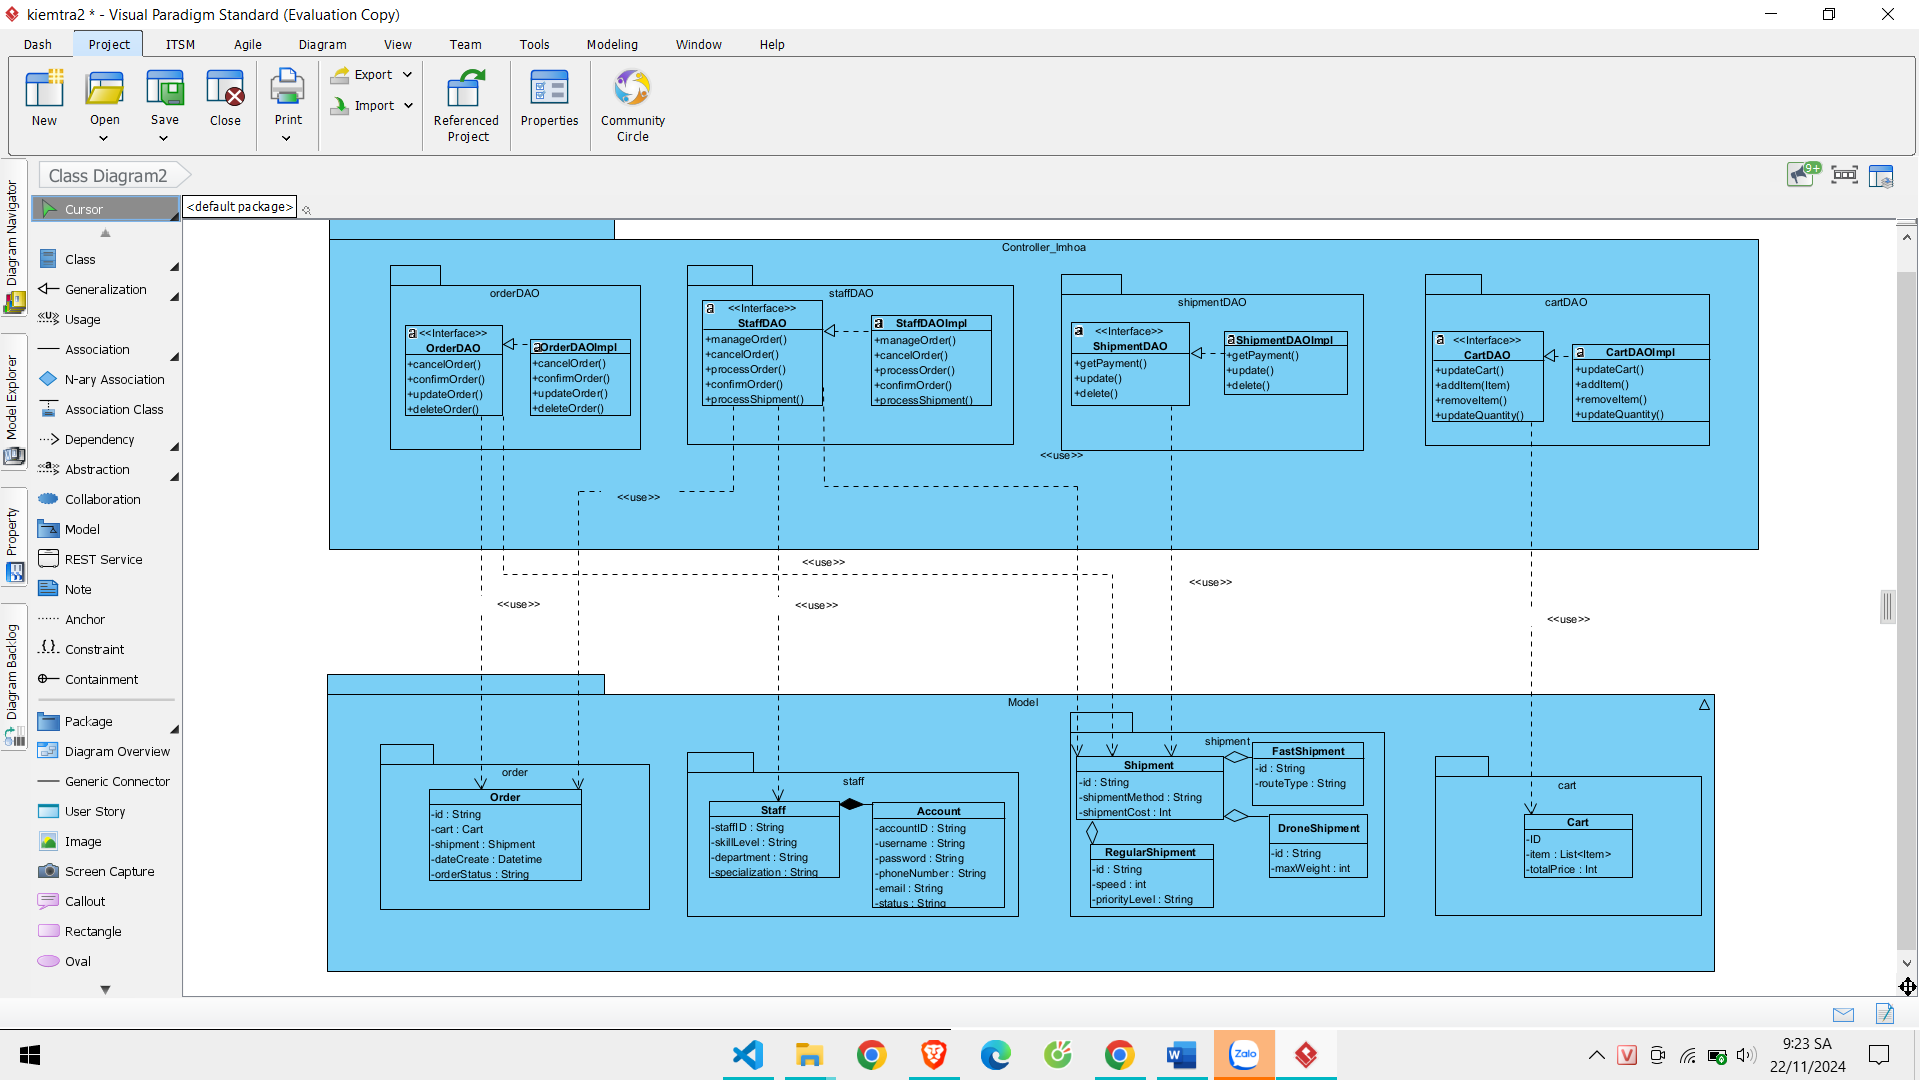 kiemtra2 * - Visual Paradigm Standard (Evaluation Copy)
Dash
Project
ITSM
Agile
Diagram
View
Team
Tools
Modeling
Window
Help
New
Open
Save
Close
Print
Export
Import
Referenced
Project
Properties
Community
Circle
Class Diagram2
9+
Diagram Navigator
Model Explorer
Property
Diagram Backlog
Cursor
<default package>
Class
Generalization
Usage
Association
N-ary Association
Association Class
Dependency
Abstraction
Collaboration
Model
REST Service
Note
Anchor
Constraint
Containment
Package
Diagram Overview
Generic Connector
User Story
Image
Screen Capture
Callout
Rectangle
Oval
Controller_lmhoa
orderDAO
<<Interface>>
OrderDAO
+cancelOrder()
+confirmOrder()
+updateOrder()
+deleteOrder()
OrderDAOImpl
+cancelOrder()
+confirmOrder()
+updateOrder()
+deleteOrder()
staffDAO
<<Interface>>
StaffDAO
+manageOrder()
+cancelOrder()
+processOrder()
+confirmOrder()
+processShipment()
StaffDAOImpl
+manageOrder()
+cancelOrder()
+processOrder()
+confirmOrder()
+processShipment()
shipmentDAO
<<Interface>>
ShipmentDAO
+getPayment()
+update()
+delete()
ShipmentDAOImpl
+getPayment()
+update()
+delete()
cartDAO
<<Interface>>
CartDAO
+updateCart()
+addItem(Item)
+removeItem()
+updateQuantity()
CartDAOImpl
+updateCart()
+addItem()
+removeItem()
+updateQuantity()
<<use>>
<<use>>
<<use>>
<<use>>
<<use>>
<<use>>
<<use>>
Model
order
Order
-id : String
-cart : Cart
-shipment : Shipment
-dateCreate : Datetime
-orderStatus : String
staff
Staff
-staffID : String
-skillLevel : String
-department : String
-specialization : String
Account
-accountID : String
-username : String
-password : String
-phoneNumber : String
-email : String
-status : String
shipment
Shipment
-id : String
-shipmentMethod : String
-shipmentCost : Int
FastShipment
-id : String
-routeType : String
DroneShipment
-id : String
-maxWeight : int
RegularShipment
-id : String
-speed : int
-priorityLevel : String
cart
Cart
-ID
-item : List<Item>
-totalPrice : Int
Zalo
9:23 SA
22/11/2024